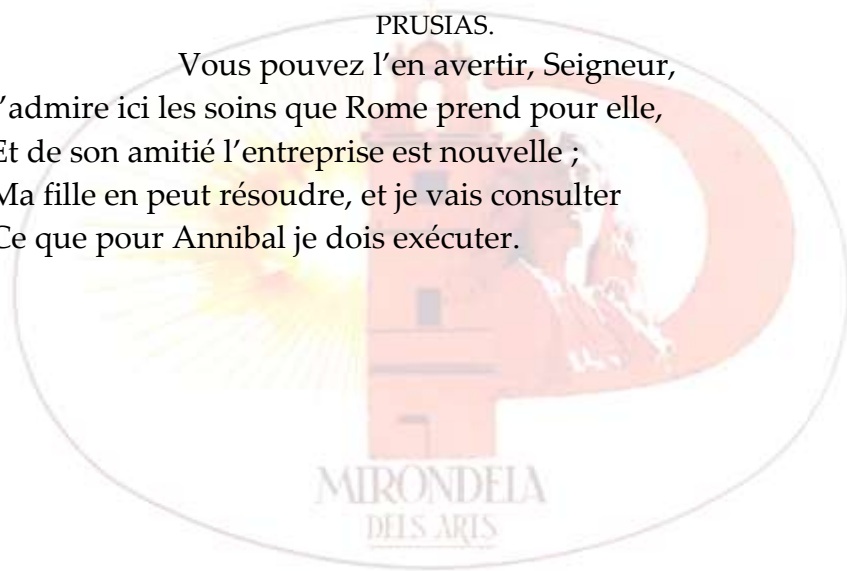 PRUSIAS.
Vous pouvez l’en avertir, Seigneur,
’admire ici les soins que Rome prend pour elle,
Et de son amitié l’entreprise est nouvelle ;
Ma fille en peut résoudre, et je vais consulter
Ce que pour Annibal je dois exécuter.
MIRONDELA
DELS ARTS